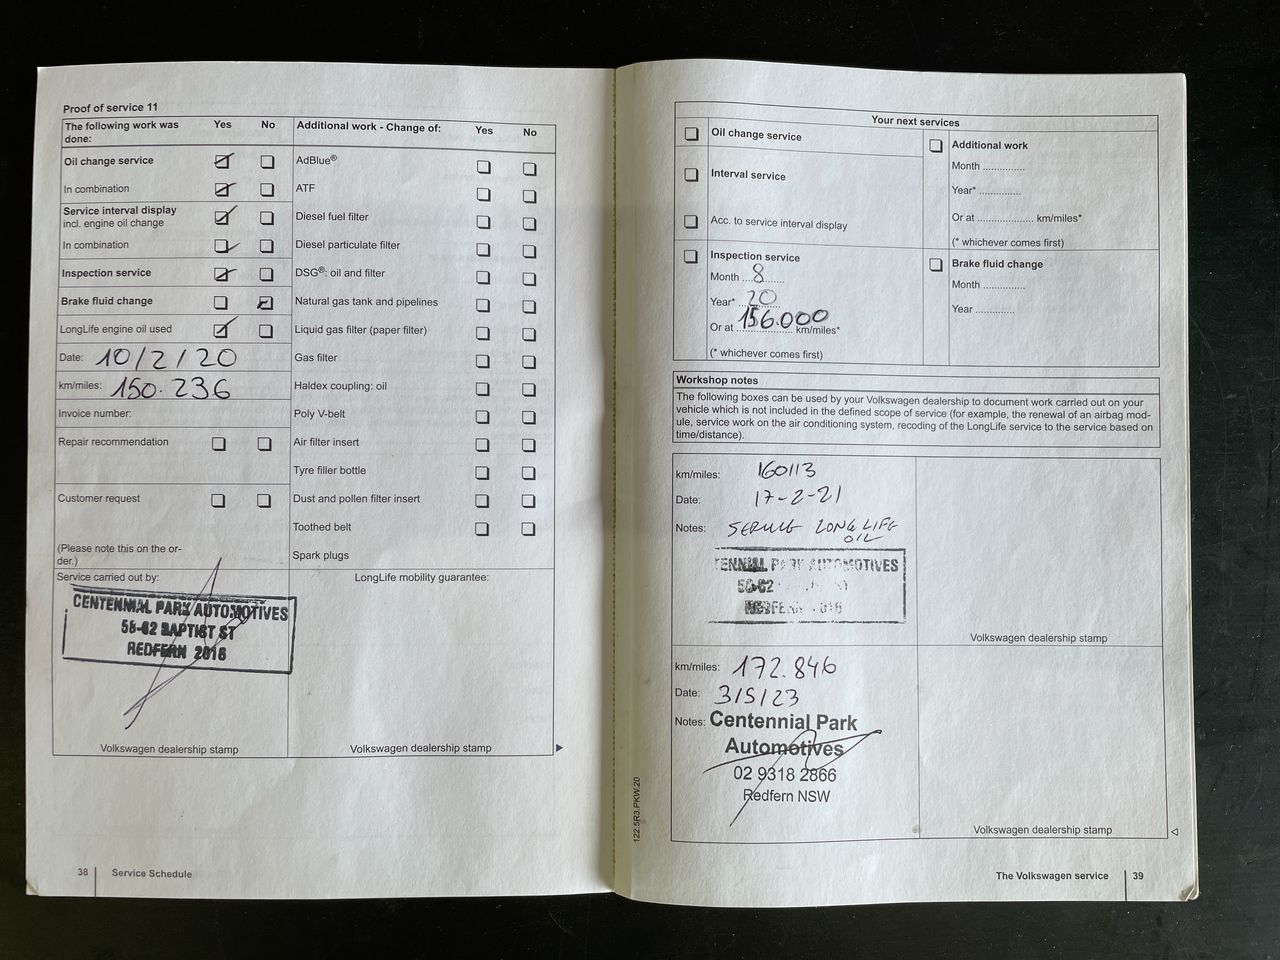 Proof of service 11
The following work was done: Yes No
Oil change service
In combination
Service interval display
incl. engine oil change
In combination
Inspection service
Brake fluid change
LongLife engine oil used
Date: 10/2/20
km/miles: 150.236
Invoice number:
Repair recommendation
Customer request
(Please note this on the or-
der.)
Additional work - Change of: Yes No
AdBlue®
ATF
Diesel fuel filter
Diesel particulate filter
DSG®: oil and filter
Natural gas tank and pipelines
Liquid gas filter (paper filter)
Gas filter
Haldex coupling: oil
Poly V-belt
Air filter insert
Tyre filler bottle
Dust and pollen filter insert
Toothed belt
Spark plugs
Service carried out by:
CENTENNIAL PARK AUTOMOTIVES
58-62 BAPTIST ST
REDFERN 2016
Volkswagen dealership stamp
LongLife mobility guarantee:
Volkswagen dealership stamp
38 Service Schedule
Your next services
Oil change service
Interval service
Acc. to service interval display
Inspection service
Month ...8......
Year* ..20......
Or at 156.000 km/miles*
(* whichever comes first)
Additional work
Month ..............
Year* ..............
Or at .................... km/miles*
(* whichever comes first)
Brake fluid change
Month ..............
Year .............
Workshop notes
The following boxes can be used by your Volkswagen dealership to document work carried out on your
vehicle which is not included in the defined scope of service (for example, the renewal of an airbag mod-
ule, service work on the air conditioning system, recoding of the LongLife service to the service based on
time/distance).
km/miles: 160113
Date: 17-2-21
Notes: SERVICE LONG LIFE
OIL
TENNIAL PARK AUTOMOTIVES
58-62
REDFERN 2016
Volkswagen dealership stamp
km/miles: 172.846
Date: 3/5/23
Notes: Centennial Park
Automotives
02 9318 2866
Redfern NSW
Volkswagen dealership stamp
122.5R3.PKW.20
The Volkswagen service 39